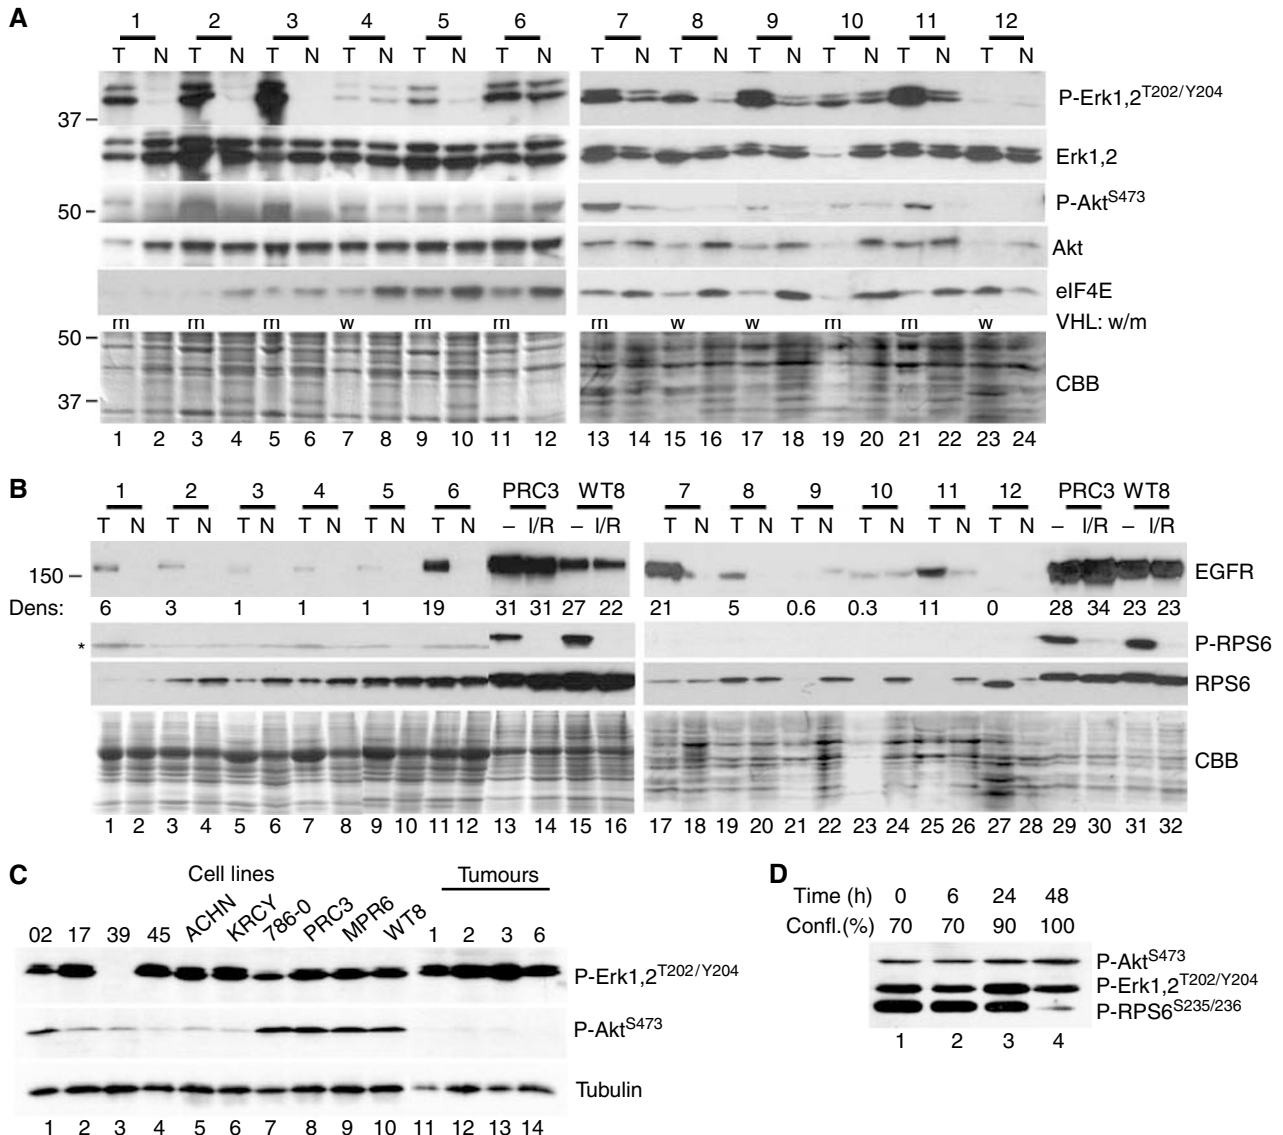 A
1 2 3 4 5 6 7 8 9 10 11 12
T N T N T N T N T N T N T N T N T N T N T N T N
P-Erk1,2T202/Y204
37
Erk1,2
50
P-AktS473
Akt
eIF4E
m m m w m m m w w m m w VHL: w/m
50
CBB
37
1 2 3 4 5 6 7 8 9 10 11 12 13 14 15 16 17 18 19 20 21 22 23 24
B
1 2 3 4 5 6 PRC3 WT8 7 8 9 10 11 12 PRC3 WT8
T N T N T N T N T N T N – I/R – I/R T N T N T N T N T N T N – I/R – I/R
150
EGFR
Dens: 6 3 1 1 1 19 31 31 27 22 21 5 0.6 0.3 11 0 28 34 23 23
* P-RPS6
RPS6
CBB
1 2 3 4 5 6 7 8 9 10 11 12 13 14 15 16 17 18 19 20 21 22 23 24 25 26 27 28 29 30 31 32
C
Cell lines Tumours
02 17 39 45 ACHN KRCY 786-0 PRC3 MPR6 WT8 1 2 3 6
P-Erk1,2T202/Y204
P-AktS473
Tubulin
1 2 3 4 5 6 7 8 9 10 11 12 13 14
D
Time (h) 0 6 24 48
Confl.(%) 70 70 90 100
P-AktS473
P-Erk1,2T202/Y204
P-RPS6S235/236
1 2 3 4